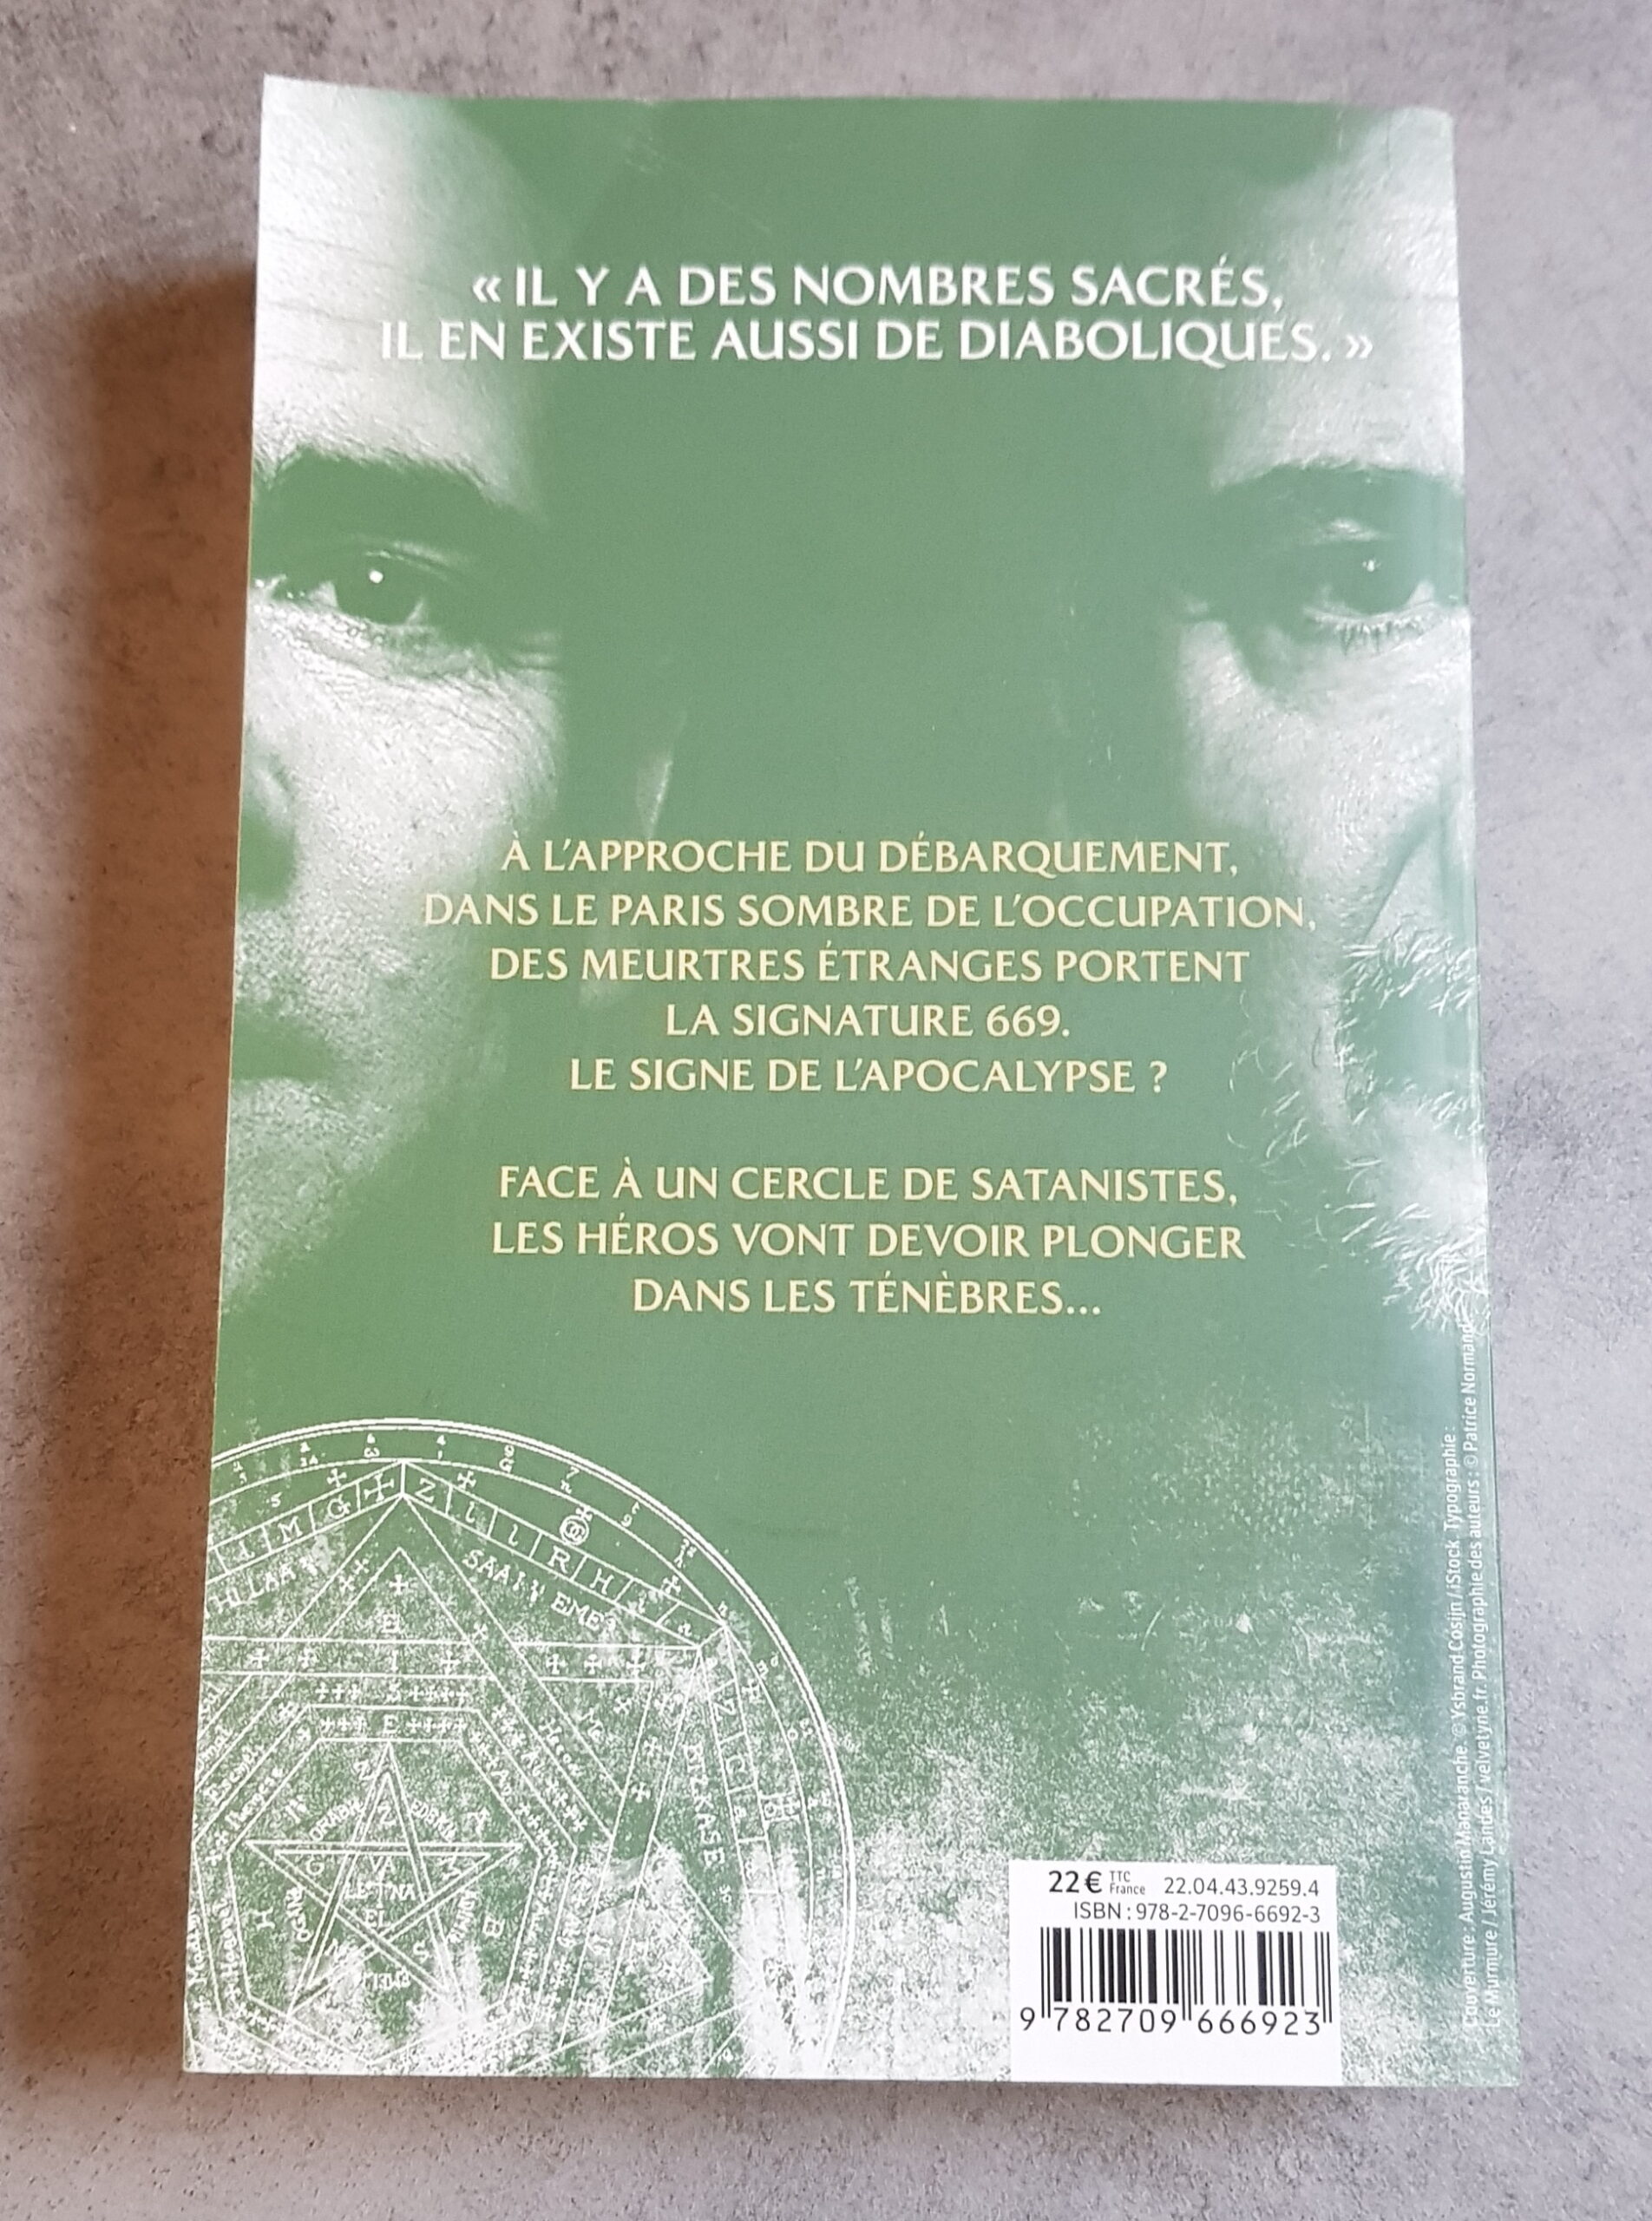 « IL Y A DES NOMBRES SACRÉS,
IL EN EXISTE AUSSI DE DIABOLIQUES. »
À L'APPROCHE DU DÉBARQUEMENT,
DANS LE PARIS SOMBRE DE L'OCCUPATION,
DES MEURTRES ÉTRANGES PORTENT
LA SIGNATURE 669.
LE SIGNE DE L'APOCALYPSE ?
FACE À UN CERCLE DE SATANISTES,
LES HÉROS VONT DEVOIR PLONGER
DANS LES TÉNÈBRES...
SAAI EME
BTZKASE
22 € TTC France 22.04.43.9259.4
ISBN : 978-2-7096-6692-3
9 782709 666923
Couverture : Augustin Manaranche. © Ysbrand Cosijn / iStock Typographie :
Le Murmure / Jérémy Landes / velvetyne.fr Photographie des auteurs : © Patrice Normand